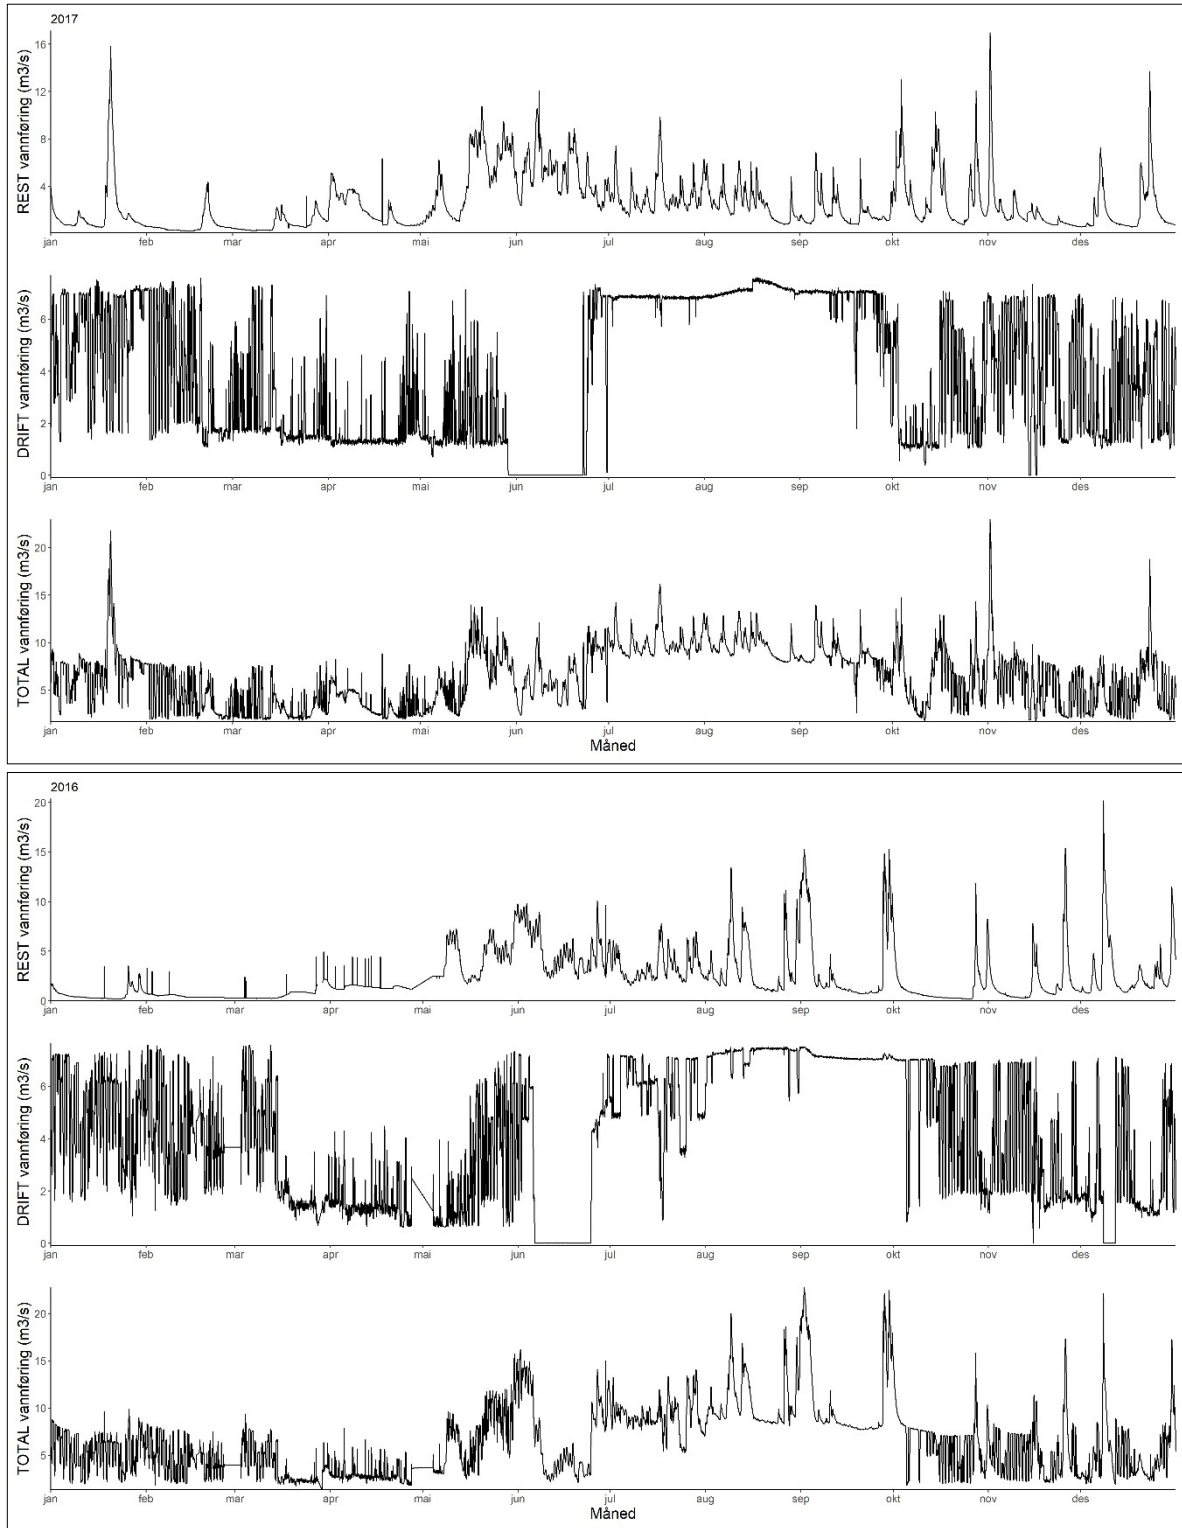 2017
REST vannføring (m3/s)
16
12
8
4
jan feb mar apr mai jun jul aug sep okt nov des
DRIFT vannføring (m3/s)
6
4
2
0
jan feb mar apr mai jun jul aug sep okt nov des
TOTAL vannføring (m3/s)
20
15
10
5
jan feb mar apr mai jun jul aug sep okt nov des
Måned
2016
REST vannføring (m3/s)
20
15
10
5
0
jan feb mar apr mai jun jul aug sep okt nov des
DRIFT vannføring (m3/s)
6
4
2
0
jan feb mar apr mai jun jul aug sep okt nov des
TOTAL vannføring (m3/s)
20
15
10
5
jan feb mar apr mai jun jul aug sep okt nov des
Måned